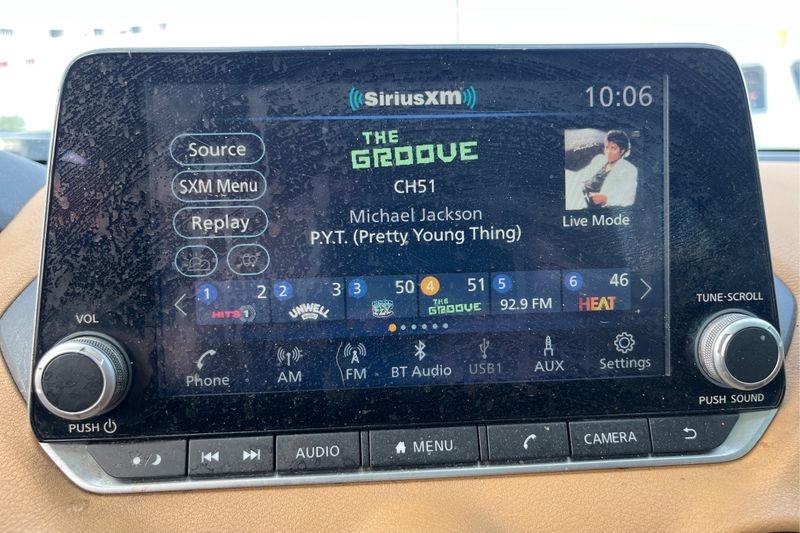 SiriusXM
10:06
Source
SXM Menu
Replay
THE
GROOVE
CH51
Michael Jackson
P.Y.T. (Pretty Young Thing)
Live Mode
1 2
HITS 1
2 3
UNWELL
3 50
4 51
THE
GROOVE
5
92.9 FM
6 46
HEAT
VOL
PUSH
TUNE·SCROLL
PUSH SOUND
Phone
AM
FM
BT Audio
USB1
AUX
Settings
AUDIO
MENU
CAMERA